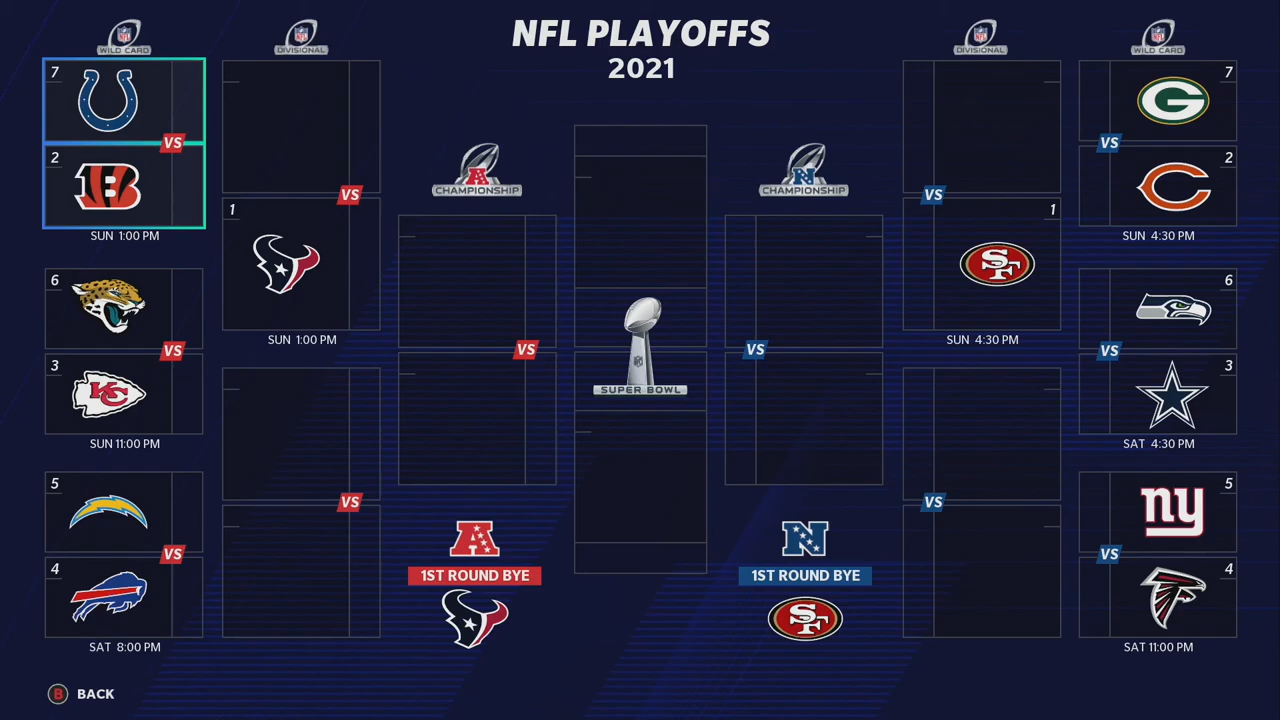 NFL PLAYOFFS
2021
WILD CARD
DIVISIONAL
DIVISIONAL
WILD CARD
7
VS
2
SUN 1:00 PM
6
VS
3
SUN 11:00 PM
5
VS
4
SAT 8:00 PM
VS
1
SUN 1:00 PM
VS
CHAMPIONSHIP
VS
SUPER BOWL
CHAMPIONSHIP
VS
VS
1
SUN 4:30 PM
VS
7
VS
2
SUN 4:30 PM
6
VS
3
SAT 4:30 PM
5
ny
VS
4
SAT 11:00 PM
A
1ST ROUND BYE
N
1ST ROUND BYE
B BACK